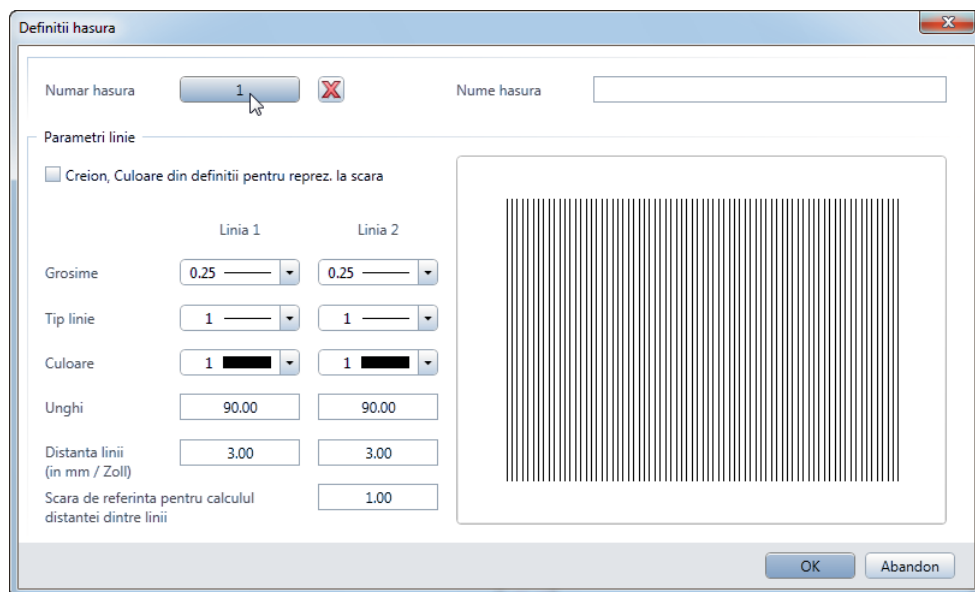 Definitii hasura
Numar hasura 1 Nume hasura
Parametri linie
Creion, Culoare din definitii pentru reprez. la scara
Linia 1 Linia 2
Grosime 0.25 0.25
Tip linie 1 1
Culoare 1 1
Unghi 90.00 90.00
Distanta linii 3.00 3.00
(in mm / Zoll)
Scara de referinta pentru calculul 1.00
distantei dintre linii
OK Abandon